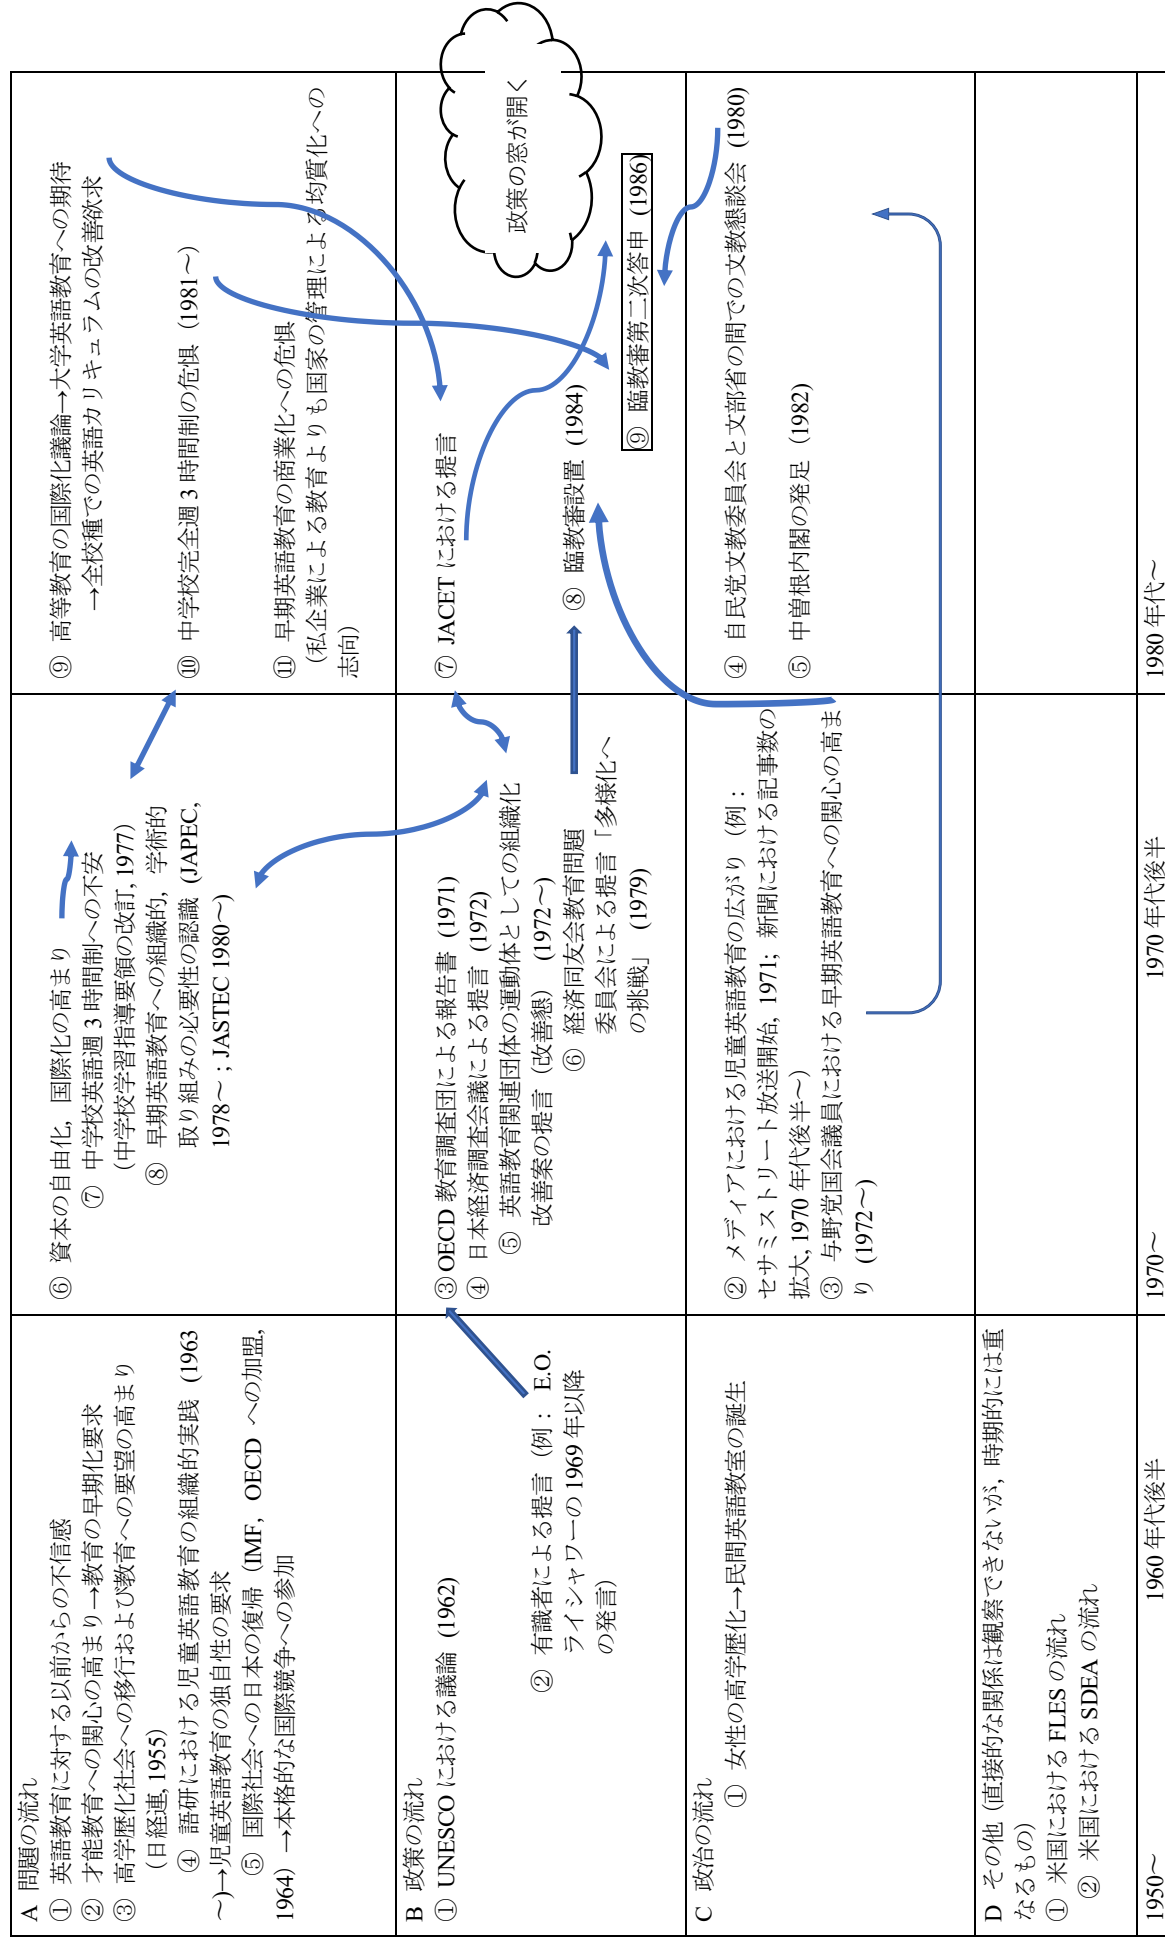 A 問題の流れ
① 英語教育に対する以前からの不信感
② 才能教育への関心の高まり→教育の早期化要求
③ 高学歴化社会への移行および教育への要望の高まり
(日経連, 1955)
④ 語研における児童英語教育の組織的実践 (1963
～)→児童英語教育の独自性の要求
⑤ 国際社会への日本の復帰（IMF，OECD への加盟,
1964）→本格的な国際競争への参加
⑥ 資本の自由化，国際化の高まり
⑦ 中学校英語週 3 時間制への不安
(中学校学習指導要領の改訂, 1977)
⑧ 早期英語教育への組織的，学術的
取り組みの必要性の認識 (JAPEC,
1978～ ; JASTEC 1980～)
⑨ 高等教育の国際化議論→大学英語教育への期待
→全校種での英語カリキュラムの改善欲求
⑩ 中学校完全週 3 時間制の危惧（1981～）
⑪ 早期英語教育の商業化への危惧
(私企業による教育よりも国家の管理による均質化への
志向）
B 政策の流れ
① UNESCO における議論 (1962)
② 有識者による提言（例： E.O.
ライシャワーの 1969 年以降
の発言）
③ OECD 教育調査団による報告書 (1971)
④ 日本経済調査会議による提言 (1972)
⑤ 英語教育関連団体の運動体としての組織化
改善案の提言（改善懇） (1972～)
⑥ 経済同友会教育問題
委員会による提言「多様化へ
の挑戦」 (1979)
⑦ JACET における提言
⑧ 臨教審設置 (1984)
⑨ 臨教審第二次答申 (1986)
政策の窓が開く
C 政治の流れ
① 女性の高学歴化→民間英語教室の誕生
② メディアにおける児童英語教育の広がり（例：
セサミストリート放送開始, 1971; 新聞における記事数の
拡大, 1970 年代後半～)
③ 与野党国会議員における早期英語教育への関心の高ま
り (1972～)
④ 自民党文教委員会と文部省の間での文教懇談会 (1980)
⑤ 中曽根内閣の発足（1982)
D その他（直接的な関係は観察できないが，時期的には重
なるもの）
① 米国における FLES の流れ
② 米国における SDEA の流れ
1950～ 1960 年代後半 1970～ 1970 年代後半 1980 年代～